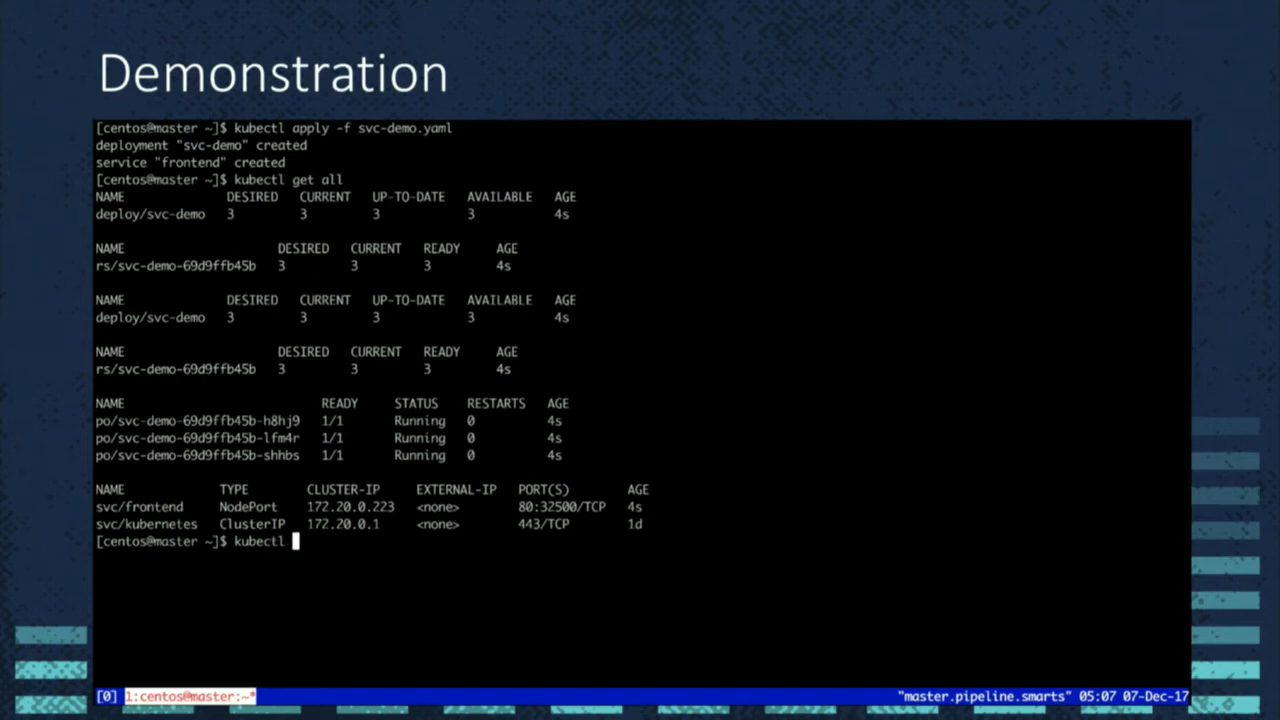 Demonstration
[centos@master ~]$ kubectl apply -f svc-demo.yaml
deployment "svc-demo" created
service "frontend" created
[centos@master ~]$ kubectl get all
NAME DESIRED CURRENT UP-TO-DATE AVAILABLE AGE
deploy/svc-demo 3 3 3 3 4s
NAME DESIRED CURRENT READY AGE
rs/svc-demo-69d9ffb45b 3 3 3 4s
NAME DESIRED CURRENT UP-TO-DATE AVAILABLE AGE
deploy/svc-demo 3 3 3 3 4s
NAME DESIRED CURRENT READY AGE
rs/svc-demo-69d9ffb45b 3 3 3 4s
NAME READY STATUS RESTARTS AGE
po/svc-demo-69d9ffb45b-h8hj9 1/1 Running 0 4s
po/svc-demo-69d9ffb45b-lfm4r 1/1 Running 0 4s
po/svc-demo-69d9ffb45b-shhbs 1/1 Running 0 4s
NAME TYPE CLUSTER-IP EXTERNAL-IP PORT(S) AGE
svc/frontend NodePort 172.20.0.223 <none> 80:32500/TCP 4s
svc/kubernetes ClusterIP 172.20.0.1 <none> 443/TCP 1d
[centos@master ~]$ kubectl
[0] 1:centos@master:~* "master.pipeline.smarts" 05:07 07-Dec-17